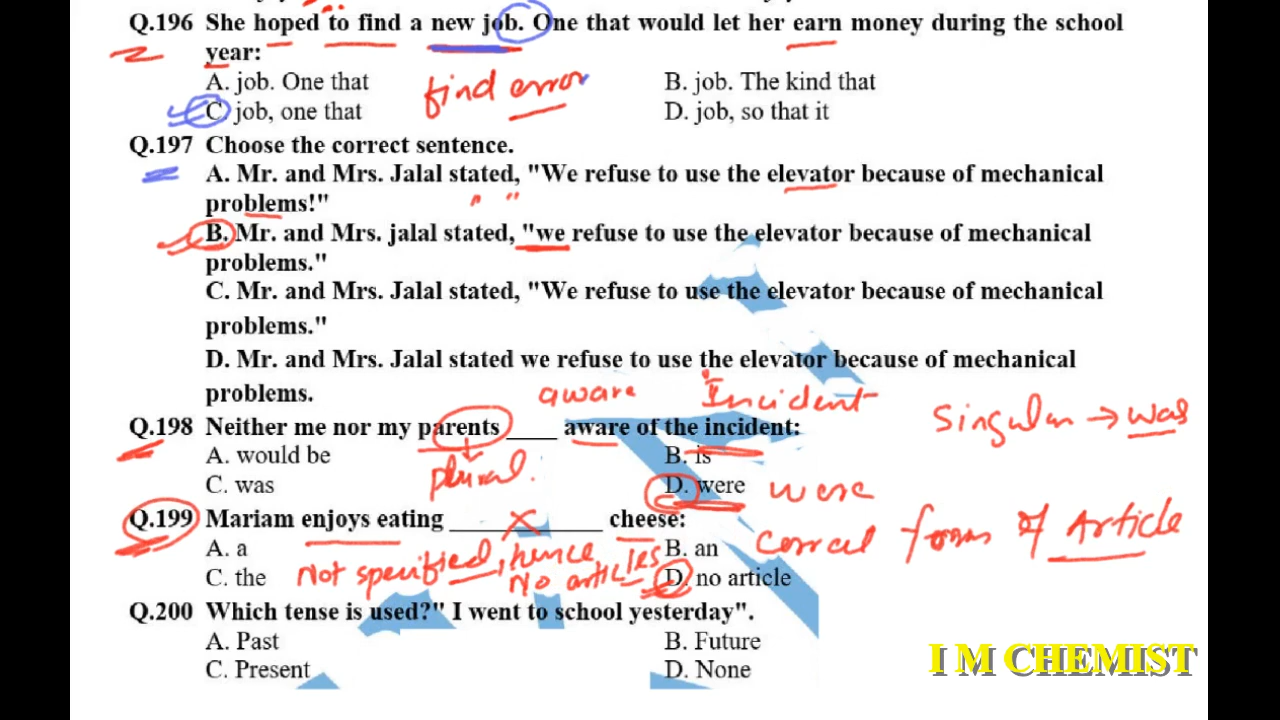 Q.196 She hoped to find a new job. One that would let her earn money during the school
year:
A. job. One that
B. job. The kind that
find error
C. job, one that
D. job, so that it
Q.197 Choose the correct sentence.
A. Mr. and Mrs. Jalal stated, "We refuse to use the elevator because of mechanical
problems!"
B. Mr. and Mrs. jalal stated, "we refuse to use the elevator because of mechanical
problems."
C. Mr. and Mrs. Jalal stated, "We refuse to use the elevator because of mechanical
problems."
D. Mr. and Mrs. Jalal stated we refuse to use the elevator because of mechanical
problems.
aware Incident
Singular → was
Q.198 Neither me nor my parents ____ aware of the incident:
A. would be
B. is
plural.
C. was
D. were
were
Q.199 Mariam enjoys eating ____________ cheese:
A. a
B. an
form of Article
Not specified, hence
No articles
C. the
D. no article
Q.200 Which tense is used?" I went to school yesterday".
A. Past
B. Future
C. Present
D. None
I M CHEMIST